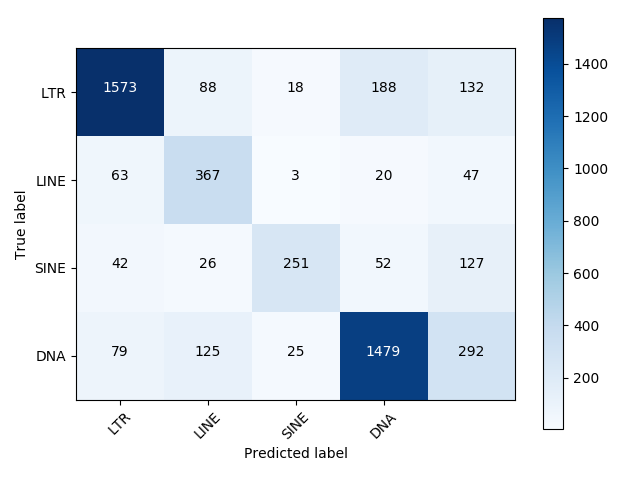 LTR 1573 88 18 188 132
LINE 63 367 3 20 47
SINE 42 26 251 52 127
DNA 79 125 25 1479 292
LTR LINE SINE DNA
Predicted label
True label
1400
1200
1000
800
600
400
200